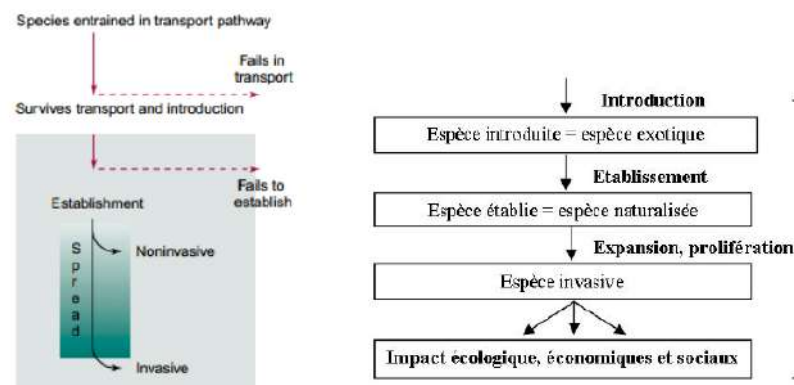 Species entrained in transport pathway
Fails in
transport
Survives transport and introduction
Fails to
establish
Establishment
Spread
Noninvasive
Invasive
Introduction
Espèce introduite = espèce exotique
Etablissement
Espèce établie = espèce naturalisée
Expansion, prolifération
Espèce invasive
Impact écologique, économiques et sociaux